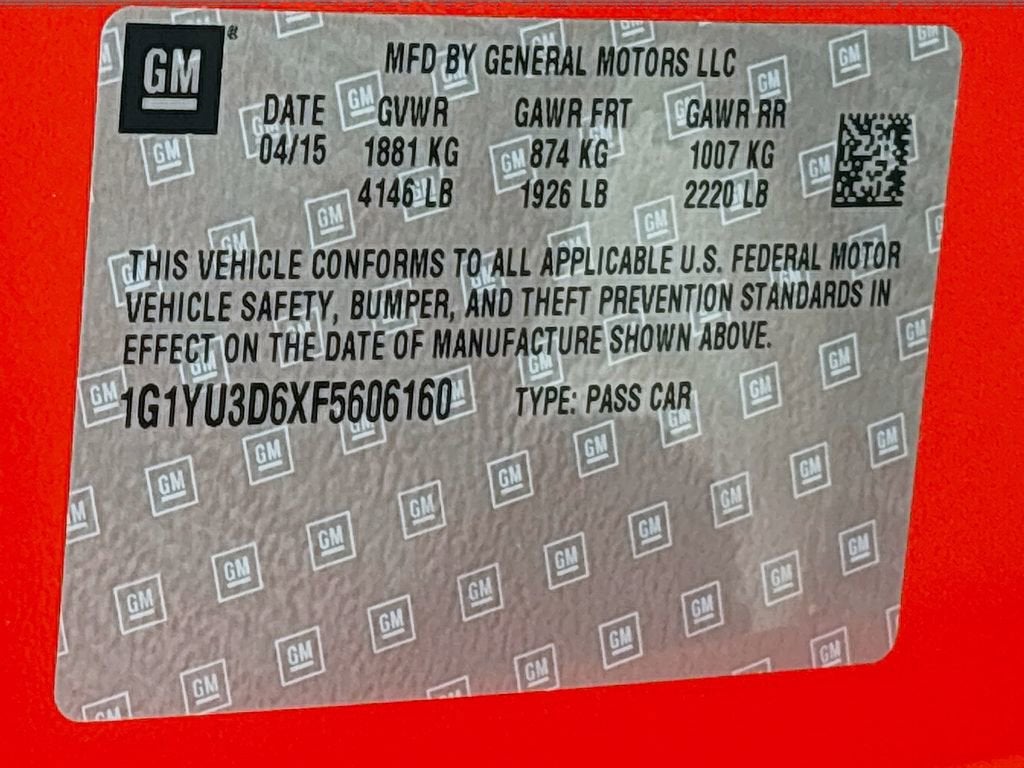 GM
MFD BY GENERAL MOTORS LLC
DATE GVWR GAWR FRT GAWR RR
04/15 1881 KG 874 KG 1007 KG
4146 LB 1926 LB 2220 LB
THIS VEHICLE CONFORMS TO ALL APPLICABLE U.S. FEDERAL MOTOR
VEHICLE SAFETY, BUMPER, AND THEFT PREVENTION STANDARDS IN
EFFECT ON THE DATE OF MANUFACTURE SHOWN ABOVE.
1G1YU3D6XF5606160 TYPE: PASS CAR